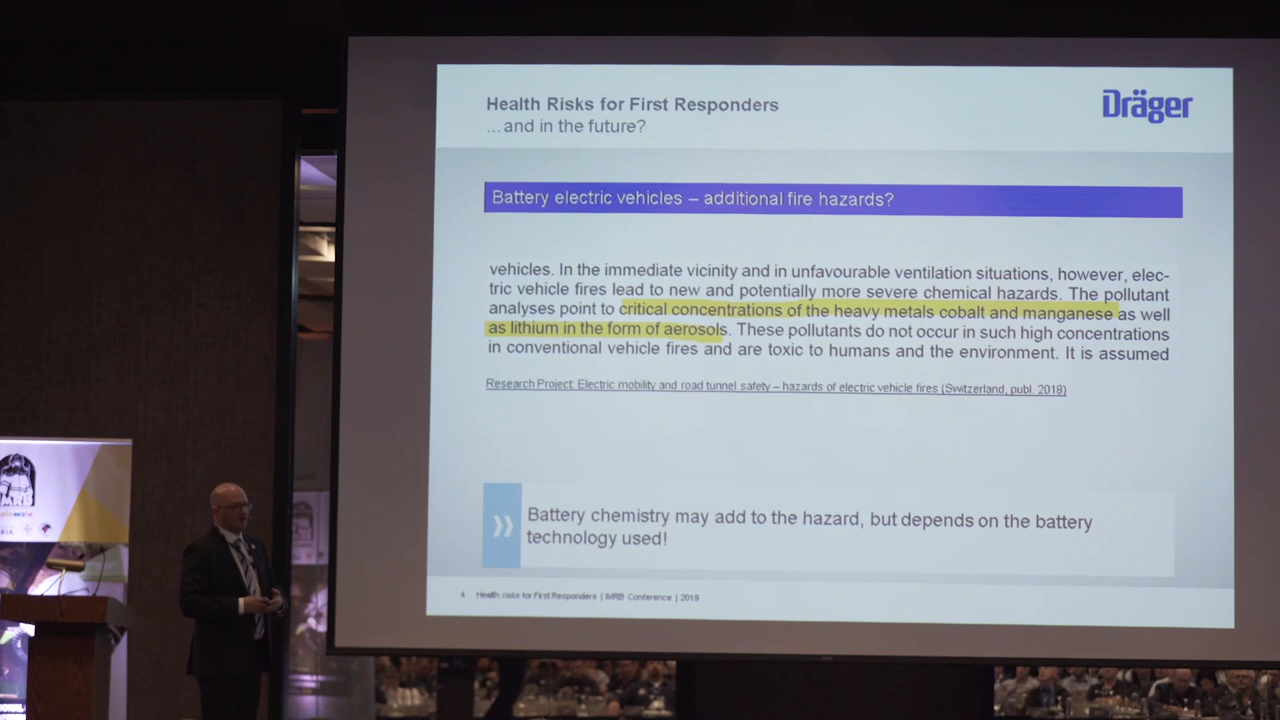 Health Risks for First Responders
...and in the future?
Dräger
Battery electric vehicles – additional fire hazards?
vehicles. In the immediate vicinity and in unfavourable ventilation situations, however, elec-
tric vehicle fires lead to new and potentially more severe chemical hazards. The pollutant
analyses point to critical concentrations of the heavy metals cobalt and manganese as well
as lithium in the form of aerosols. These pollutants do not occur in such high concentrations
in conventional vehicle fires and are toxic to humans and the environment. It is assumed
Research Project: Electric mobility and road tunnel safety – hazards of electric vehicle fires (Switzerland, publ. 2018)
Battery chemistry may add to the hazard, but depends on the battery
technology used!
4 Health risks for First Responders | IMRB Conference | 2019